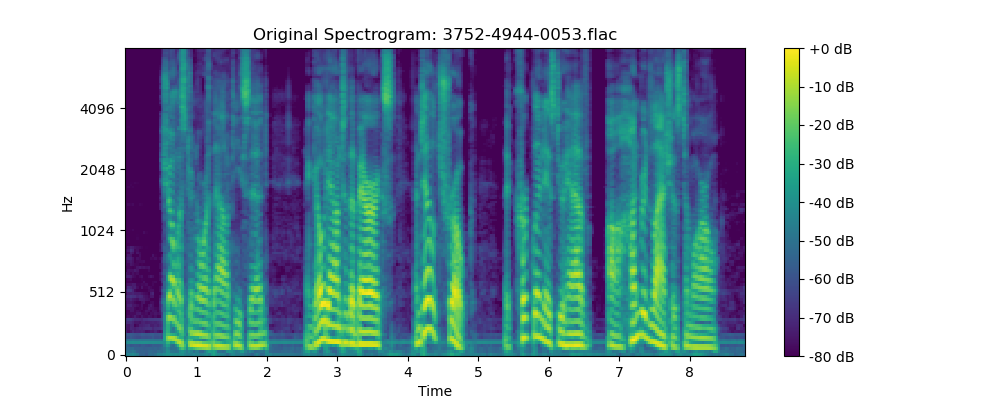 Original Spectrogram: 3752-4944-0053.flac
Hz
4096
2048
1024
512
0
0 1 2 3 4 5 6 7 8
Time
+0 dB
-10 dB
-20 dB
-30 dB
-40 dB
-50 dB
-60 dB
-70 dB
-80 dB